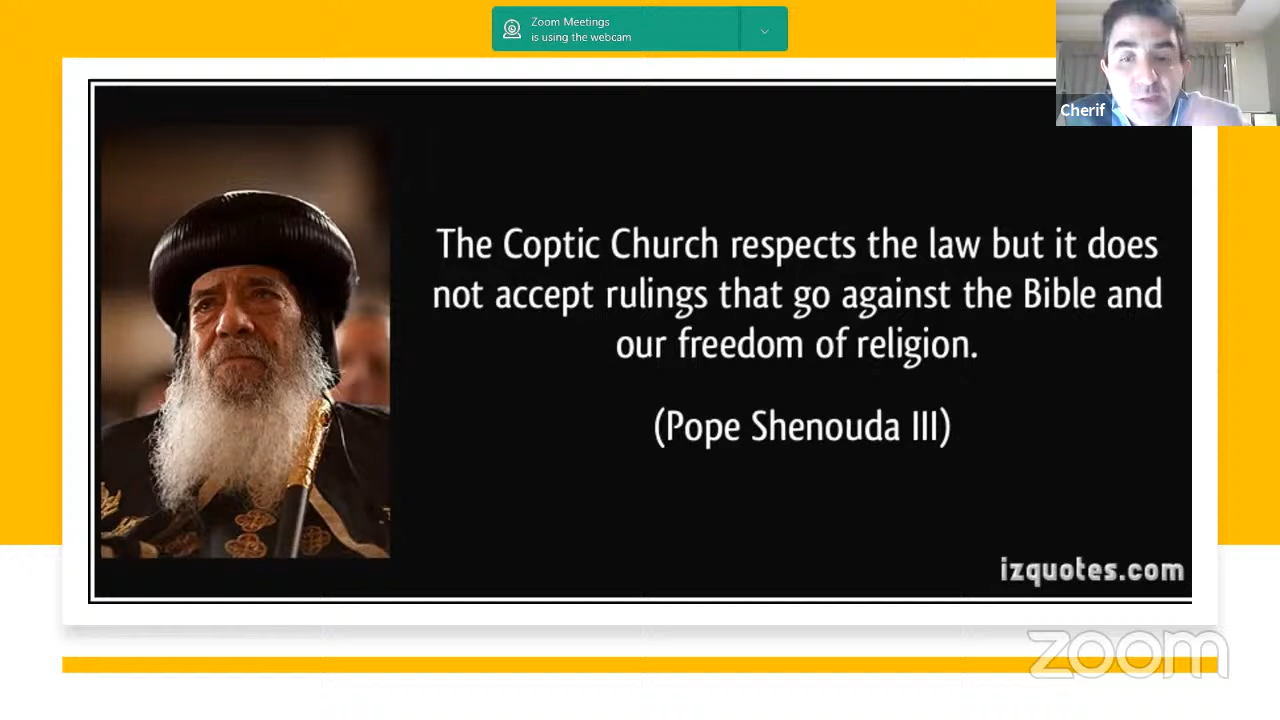 Zoom Meetings
is using the webcam
Cherif
The Coptic Church respects the law but it does
not accept rulings that go against the Bible and
our freedom of religion.
(Pope Shenouda III)
izquotes.com
zoom